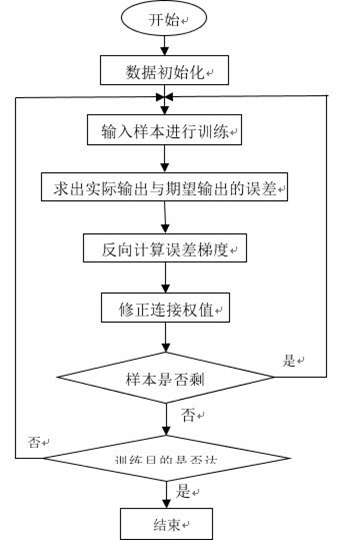 开始
数据初始化
输入样本进行训练
求出实际输出与期望输出的误差
反向计算误差梯度
修正连接权值
样本是否剩
是
否
训练目的是否达
否
是
结束